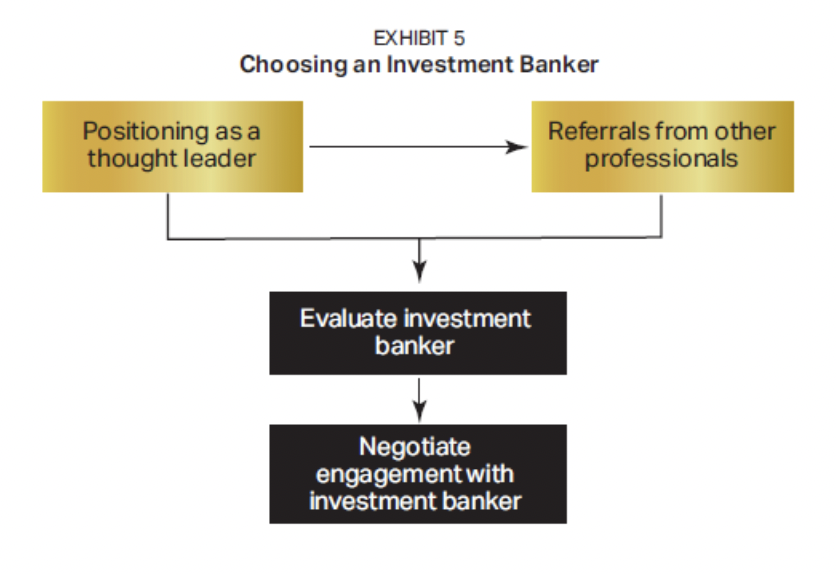 EXHIBIT 5
Choosing an Investment Banker
Positioning as a
thought leader
Referrals from other
professionals
Evaluate investment
banker
Negotiate
engagement with
investment banker